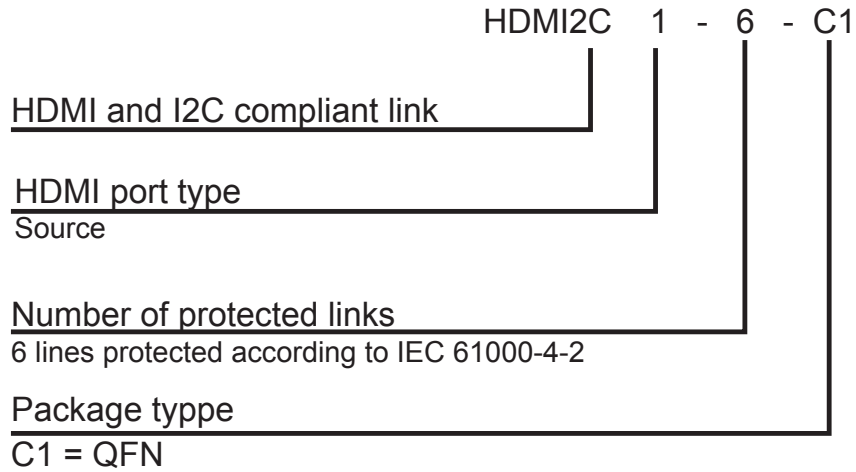 HDMI2C 1 - 6 - C1
HDMI and I2C compliant link
HDMI port type
Source
Number of protected links
6 lines protected according to IEC 61000-4-2
Package typpe
C1 = QFN